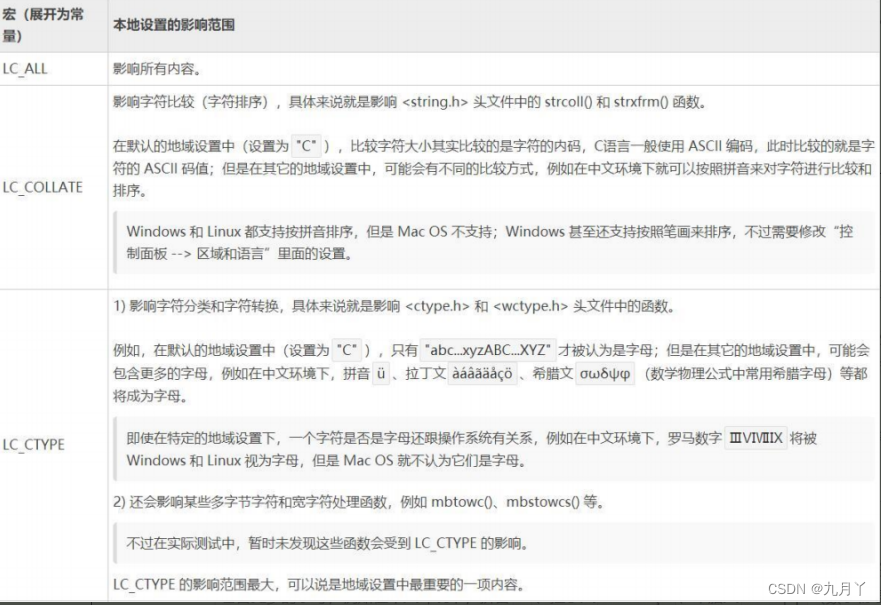 宏（展开为常
量）
本地设置的影响范围
LC_ALL
影响所有内容。
LC_COLLATE
影响字符比较（字符排序），具体来说就是影响 <string.h> 头文件中的 strcoll() 和 strxfrm() 函数。
在默认的地域设置中（设置为 "C" ），比较字符大小其实比较的是字符的内码，C语言一般使用 ASCII 编码，此时比较的就是字
符的 ASCII 码值；但是在其它的地域设置中，可能会有不同的比较方式，例如在中文环境下就可以按照拼音来对字符进行比较和
排序。
Windows 和 Linux 都支持按拼音排序，但是 Mac OS 不支持；Windows 甚至还支持按照笔画来排序，不过需要修改“控
制面板 --> 区域和语言”里面的设置。
LC_CTYPE
1) 影响字符分类和字符转换，具体来说就是影响 <ctype.h> 和 <wctype.h> 头文件中的函数。
例如，在默认的地域设置中（设置为 "C" ），只有 "abc...xyzABC...XYZ" 才被认为是字母；但是在其它的地域设置中，可能会
包含更多的字母，例如在中文环境下，拼音 ü 、拉丁文 àáâãäåçö 、希腊文 σωδψφ （数学物理公式中常用希腊字母）等都
将成为字母。
即使在特定的地域设置下，一个字符是否是字母还跟操作系统有关系，例如在中文环境下，罗马数字 ⅢⅥⅦⅨ 将被
Windows 和 Linux 视为字母，但是 Mac OS 就不认为它们是字母。
2) 还会影响某些多字节字符和宽字符处理函数，例如 mbtowc()、mbstowcs() 等。
不过在实际测试中，暂时未发现这些函数会受到 LC_CTYPE 的影响。
LC_CTYPE 的影响范围最大，可以说是地域设置中最重要的一项内容。
CSDN @九月丫